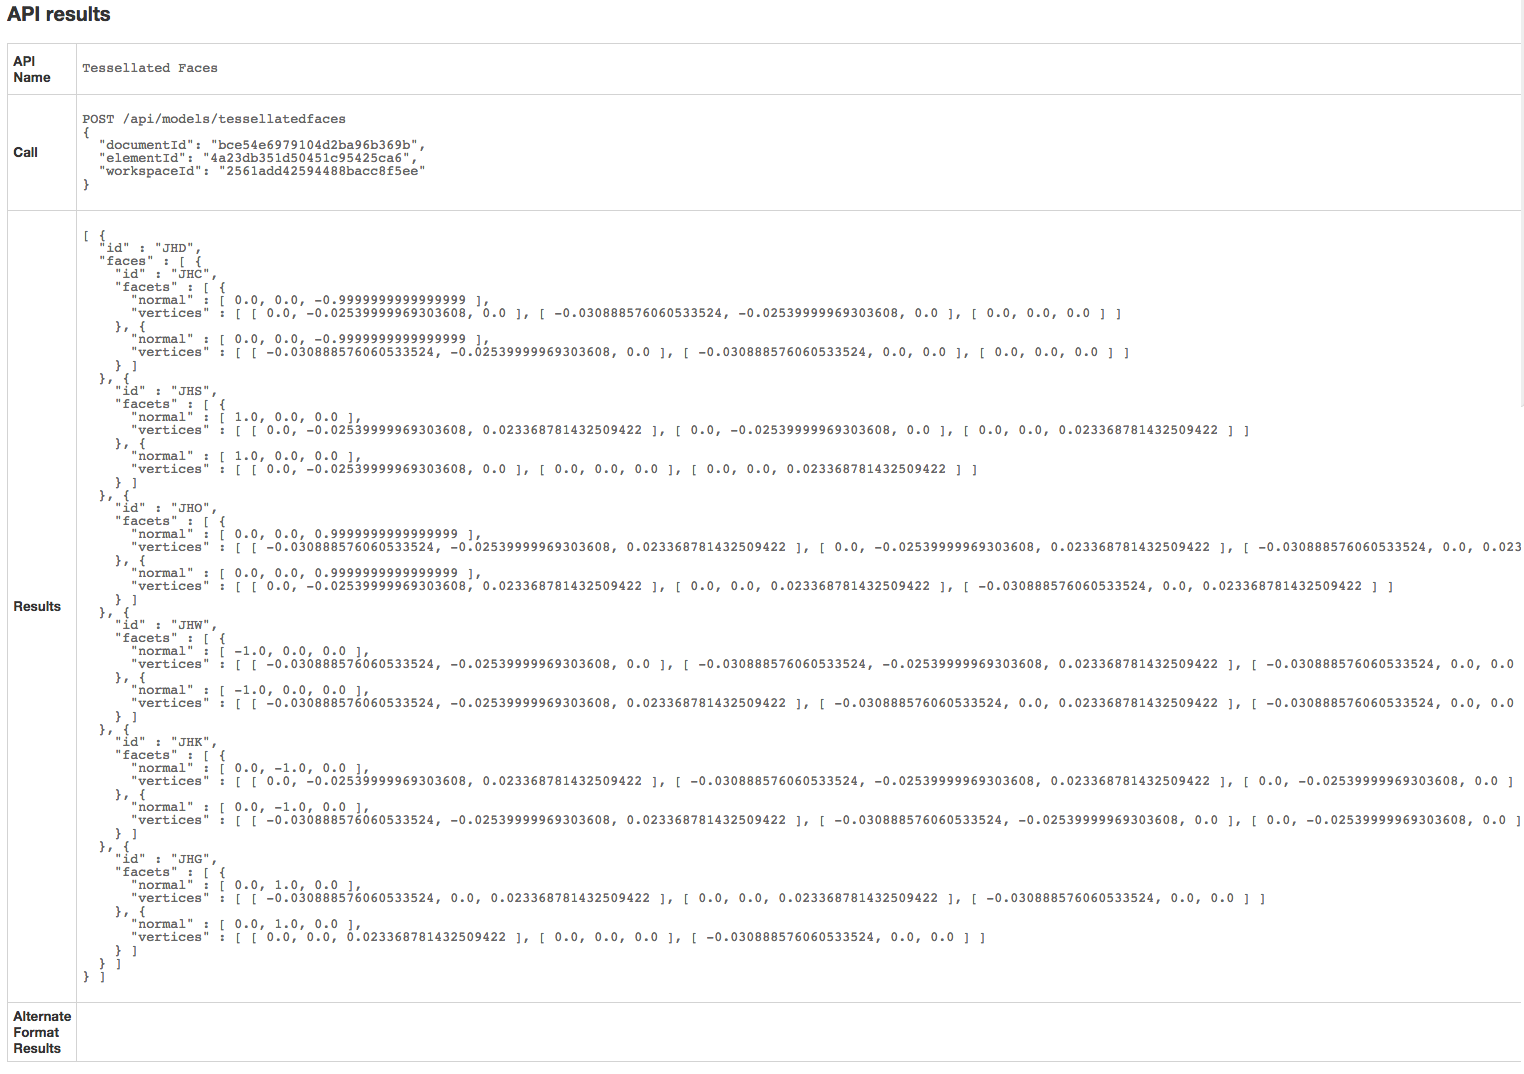 API results
API Name
Tessellated Faces
Call
POST /api/models/tessellatedfaces
{
  "documentId": "bce54e6979104d2ba96b369b",
  "elementId": "4a23db351d50451c95425ca6",
  "workspaceId": "2561add42594488bacc8f5ee"
}
Results
[ {
  "id" : "JHD",
  "faces" : [ {
    "id" : "JHC",
    "facets" : [ {
      "normal" : [ 0.0, 0.0, -0.9999999999999999 ],
      "vertices" : [ [ 0.0, -0.02539999969303608, 0.0 ], [ -0.030888576060533524, -0.02539999969303608, 0.0 ], [ 0.0, 0.0, 0.0 ] ]
    }, {
      "normal" : [ 0.0, 0.0, -0.9999999999999999 ],
      "vertices" : [ [ -0.030888576060533524, -0.02539999969303608, 0.0 ], [ -0.030888576060533524, 0.0, 0.0 ], [ 0.0, 0.0, 0.0 ] ]
    } ]
  }, {
    "id" : "JHS",
    "facets" : [ {
      "normal" : [ 1.0, 0.0, 0.0 ],
      "vertices" : [ [ 0.0, -0.02539999969303608, 0.023368781432509422 ], [ 0.0, -0.02539999969303608, 0.0 ], [ 0.0, 0.0, 0.023368781432509422 ] ]
    }, {
      "normal" : [ 1.0, 0.0, 0.0 ],
      "vertices" : [ [ 0.0, -0.02539999969303608, 0.0 ], [ 0.0, 0.0, 0.0 ], [ 0.0, 0.0, 0.023368781432509422 ] ]
    } ]
  }, {
    "id" : "JHO",
    "facets" : [ {
      "normal" : [ 0.0, 0.0, 0.9999999999999999 ],
      "vertices" : [ [ -0.030888576060533524, -0.02539999969303608, 0.023368781432509422 ], [ 0.0, -0.02539999969303608, 0.023368781432509422 ], [ -0.030888576060533524, 0.0, 0.023
    }, {
      "normal" : [ 0.0, 0.0, 0.9999999999999999 ],
      "vertices" : [ [ 0.0, -0.02539999969303608, 0.023368781432509422 ], [ 0.0, 0.0, 0.023368781432509422 ], [ -0.030888576060533524, 0.0, 0.023368781432509422 ] ]
    } ]
  }, {
    "id" : "JHW",
    "facets" : [ {
      "normal" : [ -1.0, 0.0, 0.0 ],
      "vertices" : [ [ -0.030888576060533524, -0.02539999969303608, 0.0 ], [ -0.030888576060533524, -0.02539999969303608, 0.023368781432509422 ], [ -0.030888576060533524, 0.0, 0.0
    }, {
      "normal" : [ -1.0, 0.0, 0.0 ],
      "vertices" : [ [ -0.030888576060533524, -0.02539999969303608, 0.023368781432509422 ], [ -0.030888576060533524, 0.0, 0.023368781432509422 ], [ -0.030888576060533524, 0.0, 0.0
    } ]
  }, {
    "id" : "JHK",
    "facets" : [ {
      "normal" : [ 0.0, -1.0, 0.0 ],
      "vertices" : [ [ 0.0, -0.02539999969303608, 0.023368781432509422 ], [ -0.030888576060533524, -0.02539999969303608, 0.023368781432509422 ], [ 0.0, -0.02539999969303608, 0.0 ]
    }, {
      "normal" : [ 0.0, -1.0, 0.0 ],
      "vertices" : [ [ -0.030888576060533524, -0.02539999969303608, 0.023368781432509422 ], [ -0.030888576060533524, -0.02539999969303608, 0.0 ], [ 0.0, -0.02539999969303608, 0.0 ]
    } ]
  }, {
    "id" : "JHG",
    "facets" : [ {
      "normal" : [ 0.0, 1.0, 0.0 ],
      "vertices" : [ [ -0.030888576060533524, 0.0, 0.023368781432509422 ], [ 0.0, 0.0, 0.023368781432509422 ], [ -0.030888576060533524, 0.0, 0.0 ] ]
    }, {
      "normal" : [ 0.0, 1.0, 0.0 ],
      "vertices" : [ [ 0.0, 0.0, 0.023368781432509422 ], [ 0.0, 0.0, 0.0 ], [ -0.030888576060533524, 0.0, 0.0 ] ]
    } ]
  } ]
} ]
Alternate
Format
Results